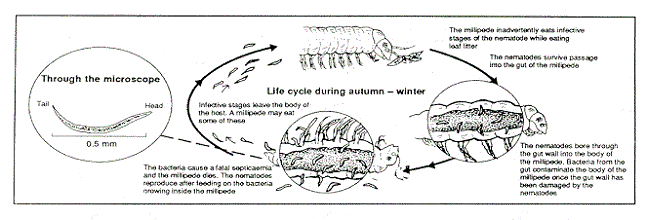 The millipede inadvertently eats infective
stages of the nematode while eating
leaf litter
The nematodes survive passage
into the gut of the millipede
Through the microscope
Tail
Head
0.5 mm
Life cycle during autumn – winter
Infective stages leave the body of
the host. A millipede may eat
some of these
The nematodes bore through
the gut wall into the body of
the millipede. Bacteria from the
gut contaminate the body of the
millipede once the gut wall has
been damaged by the
nematodes
The bacteria cause a fatal septicaemia
and the millipede dies. The nematodes
reproduce after feeding on the bacteria
growing inside the millipede